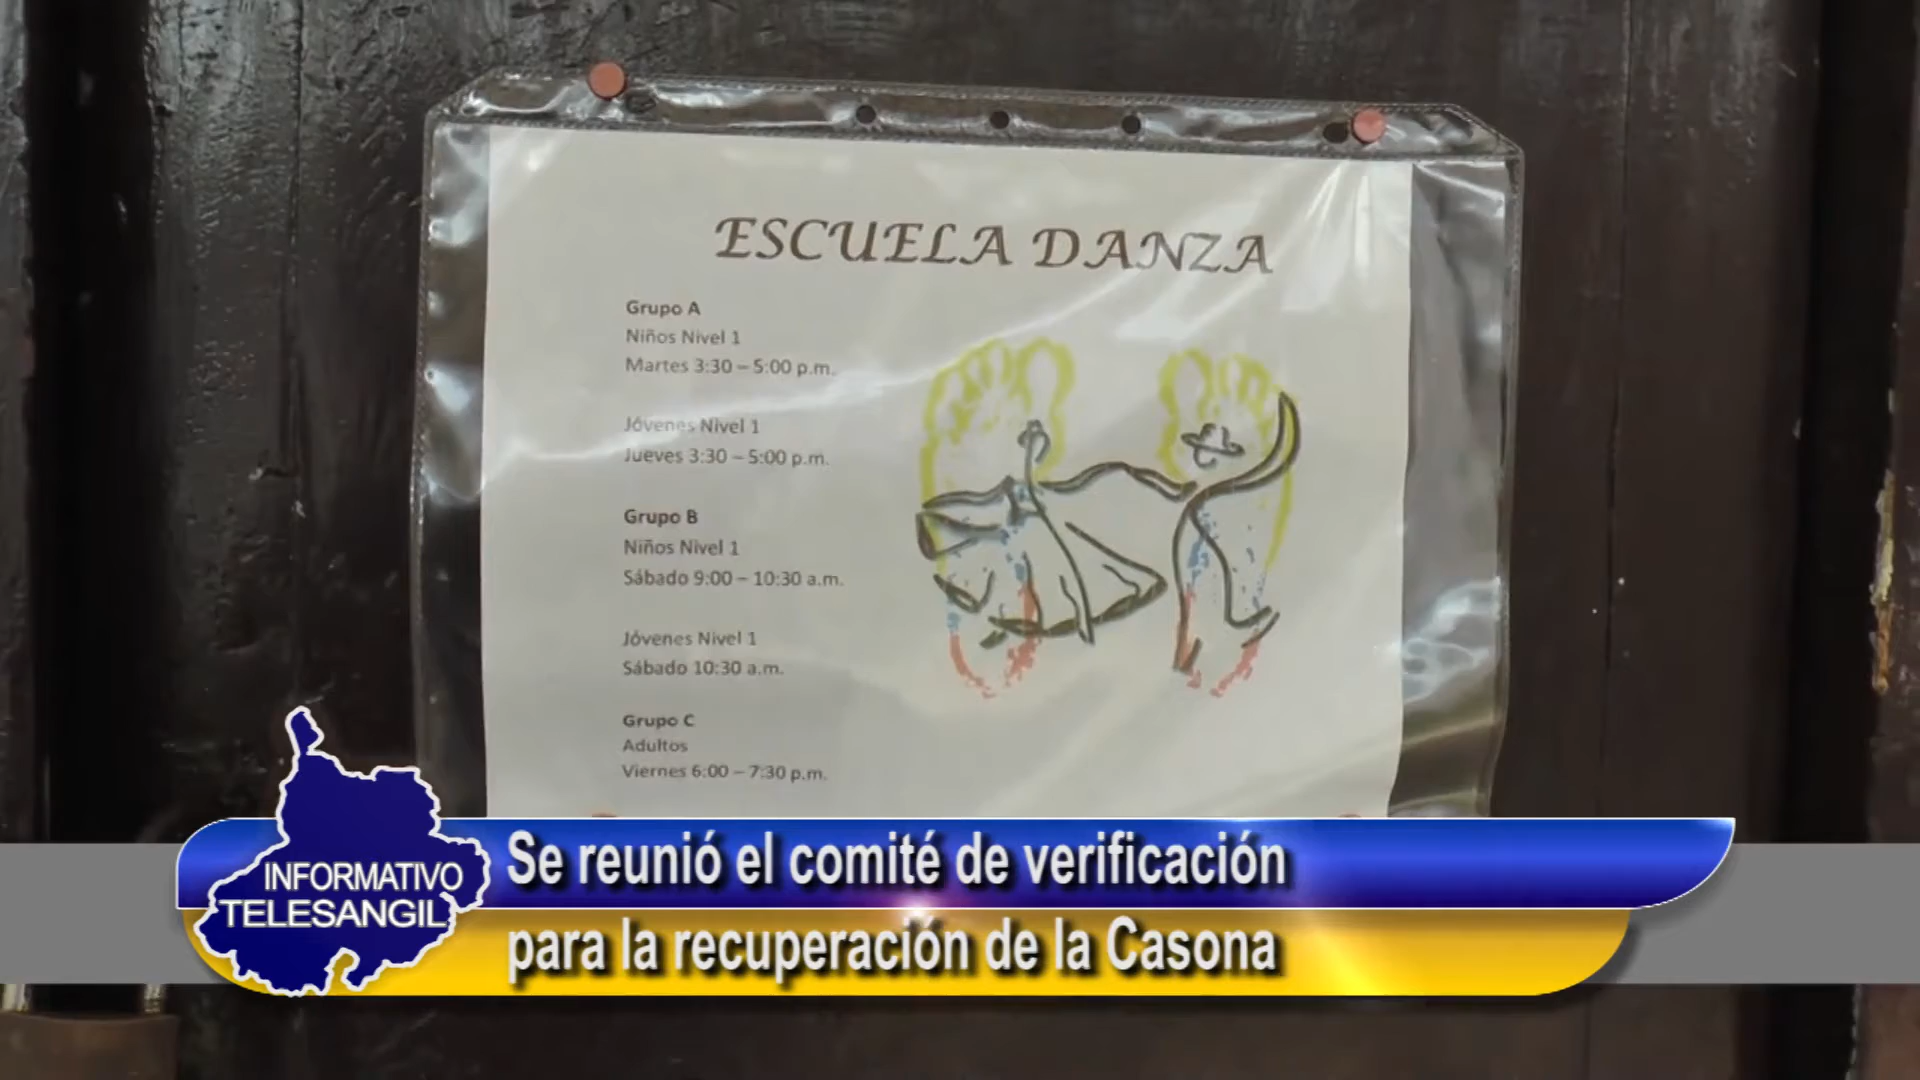 ESCUELA DANZA
Grupo A
Niños Nivel 1
Martes 3:30 – 5:00 p.m.
Jóvenes Nivel 1
Jueves 3:30 – 5:00 p.m.
Grupo B
Niños Nivel 1
Sábado 9:00 – 10:30 a.m.
Jóvenes Nivel 1
Sábado 10:30 a.m.
Grupo C
Adultos
Viernes 6:00 – 7:30 p.m.
INFORMATIVO
TELESANGIL
Se reunió el comité de verificación
para la recuperación de la Casona